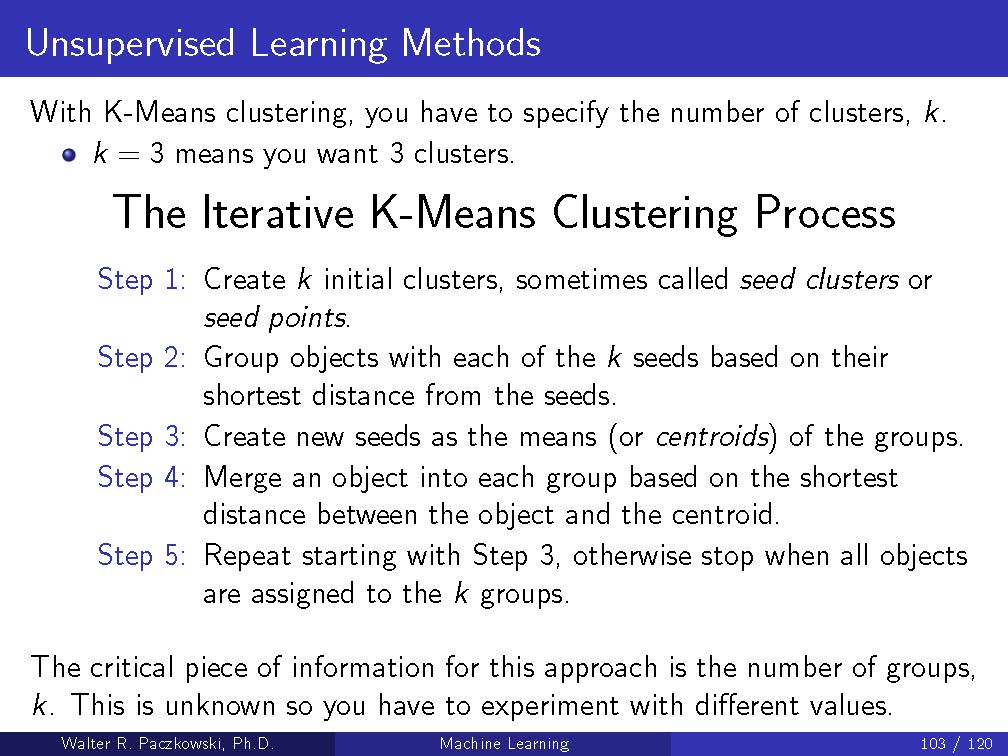 Unsupervised Learning Methods
With K-Means clustering, you have to specify the number of clusters, k.
k = 3 means you want 3 clusters.
The Iterative K-Means Clustering Process
Step 1: Create k initial clusters, sometimes called seed clusters or
seed points.
Step 2: Group objects with each of the k seeds based on their
shortest distance from the seeds.
Step 3: Create new seeds as the means (or centroids) of the groups.
Step 4: Merge an object into each group based on the shortest
distance between the object and the centroid.
Step 5: Repeat starting with Step 3, otherwise stop when all objects
are assigned to the k groups.
The critical piece of information for this approach is the number of groups,
k. This is unknown so you have to experiment with different values.
Walter R. Paczkowski, Ph.D. Machine Learning 103 / 120